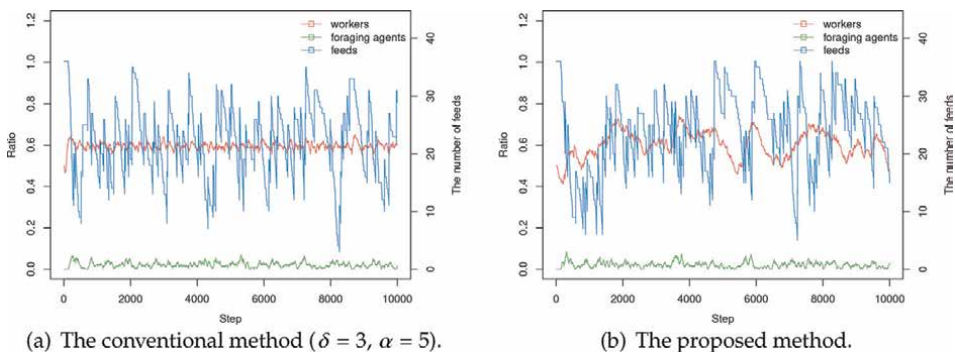 workers
foraging agents
feeds
1.2
1.0
0.8
0.6
0.4
0.2
0.0
Ratio
40
30
20
10
0
The number of feeds
0 2000 4000 6000 8000 10000
Step
(a) The conventional method (δ = 3, α = 5).
workers
foraging agents
feeds
1.2
1.0
0.8
0.6
0.4
0.2
0.0
Ratio
40
30
20
10
0
The number of feeds
0 2000 4000 6000 8000 10000
Step
(b) The proposed method.